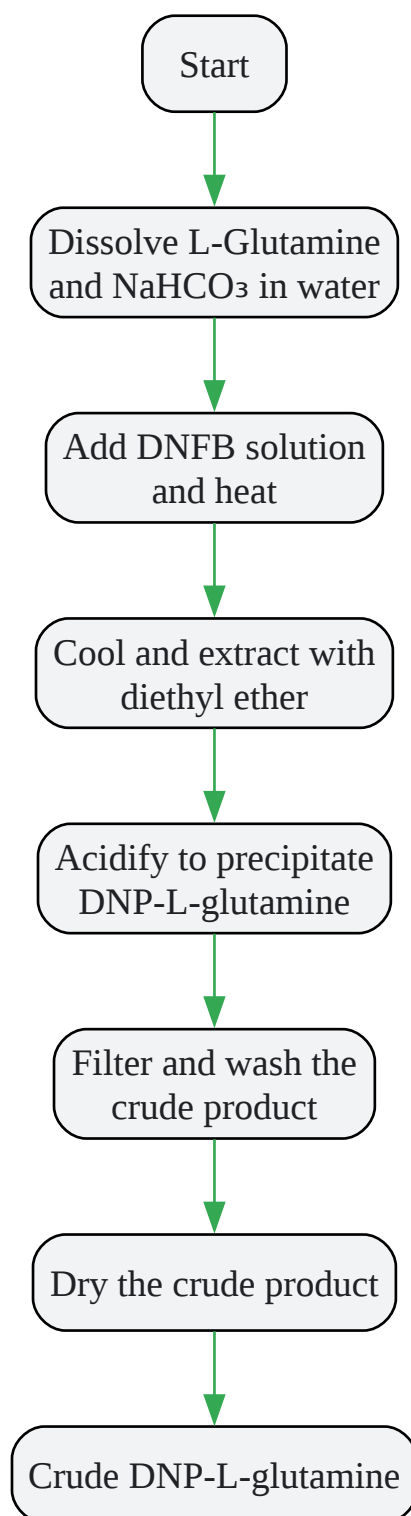 Start
Dissolve L-Glutamine
and NaHCO₃ in water
Add DNFB solution
and heat
Cool and extract with
diethyl ether
Acidify to precipitate
DNP-L-glutamine
Filter and wash the
crude product
Dry the crude product
Crude DNP-L-glutamine